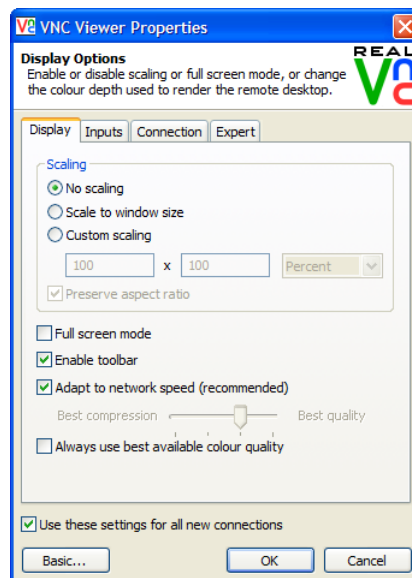 VNC Viewer Properties
Display Options
REAL
Enable or disable scaling or full screen mode, or change
the colour depth used to render the remote desktop.
Vnc
Display Inputs Connection Expert
Scaling
No scaling
Scale to window size
Custom scaling
100 x 100 Percent
Preserve aspect ratio
Full screen mode
Enable toolbar
Adapt to network speed (recommended)
Best compression Best quality
Always use best available colour quality
Use these settings for all new connections
Basic... OK Cancel